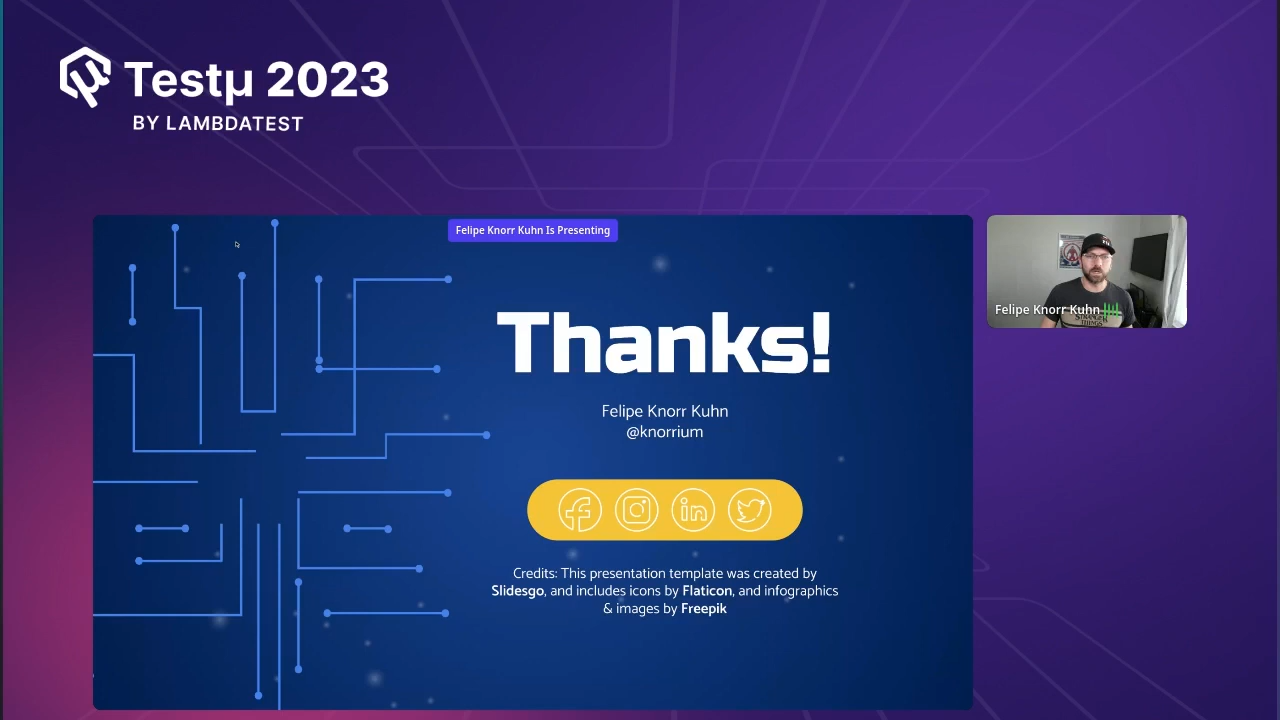 Testμ 2023
BY LAMBDATEST
Felipe Knorr Kuhn Is Presenting
Thanks!
Felipe Knorr Kuhn
@knorrium
Credits: This presentation template was created by
Slidesgo, and includes icons by Flaticon, and infographics
& images by Freepik
Felipe Knorr Kuhn
THINGS